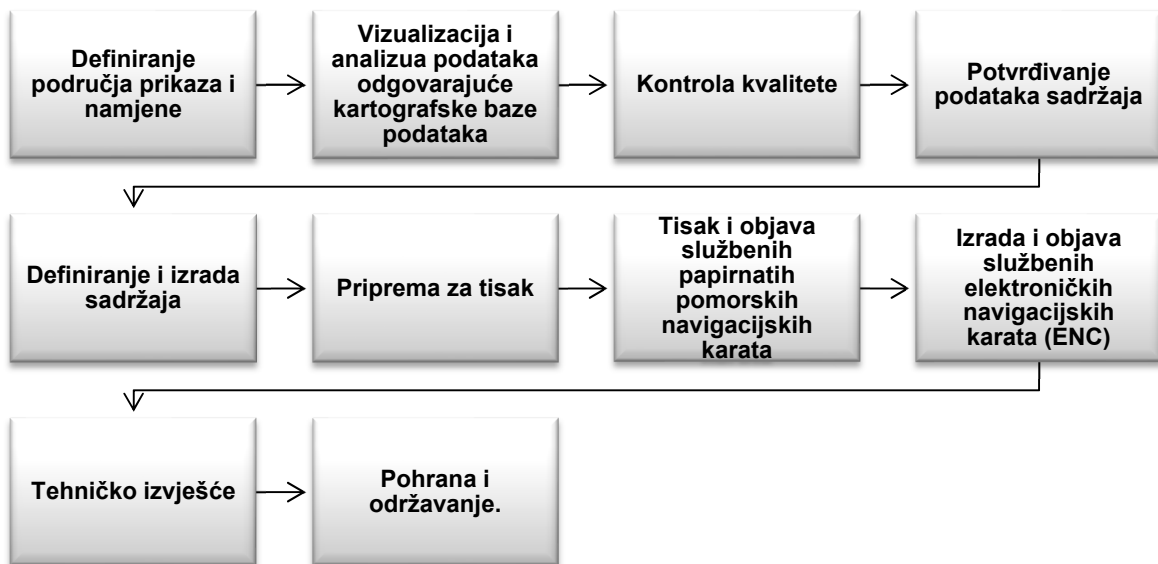 Definiranje
područja prikaza i
namjene
Vizualizacija i
analizua podataka
odgovarajuće
kartografske baze
podataka
Kontrola kvalitete
Potvrđivanje
podataka sadržaja
Definiranje i izrada
sadržaja
Priprema za tisak
Tisak i objava
službenih
papirnatih
pomorskih
navigacijskih
karata
Izrada i objava
službenih
elektroničkih
navigacijskih
karata (ENC)
Tehničko izvješće
Pohrana i
održavanje.